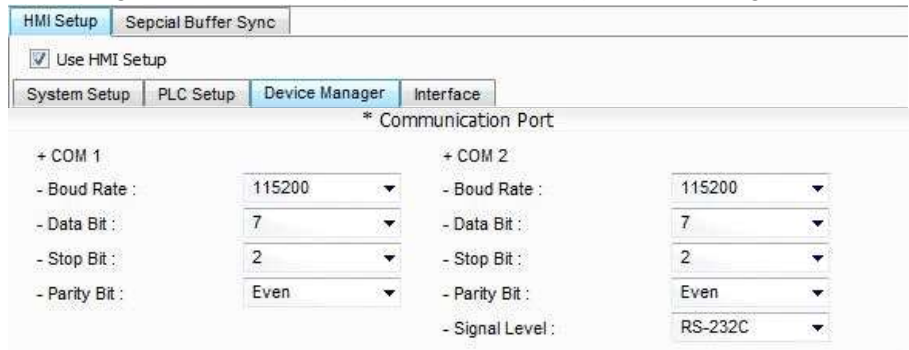 HMI Setup Sepcial Buffer Sync
Use HMI Setup
System Setup PLC Setup Device Manager Interface
* Communication Port
+ COM 1 + COM 2
- Boud Rate : 115200 - Boud Rate : 115200
- Data Bit : 7 - Data Bit : 7
- Stop Bit : 2 - Stop Bit : 2
- Parity Bit : Even - Parity Bit : Even
- Signal Level : RS-232C